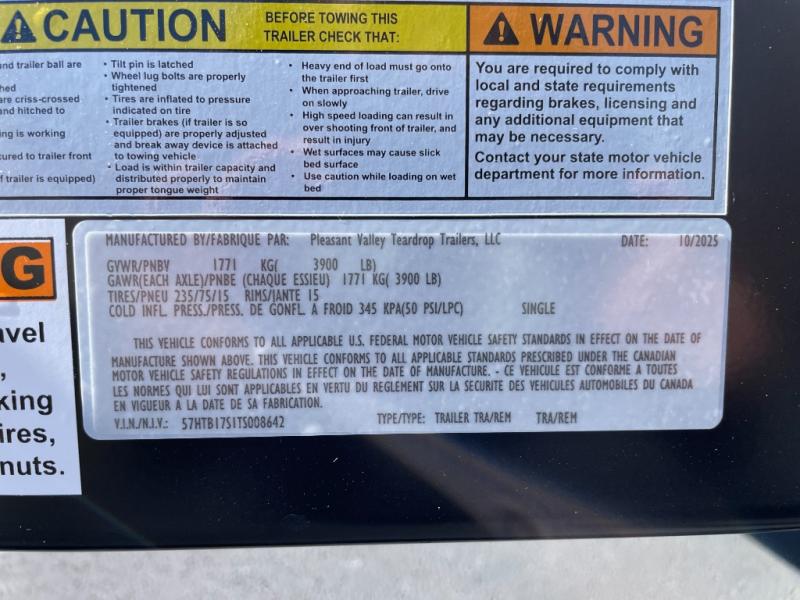 CAUTION
BEFORE TOWING THIS
TRAILER CHECK THAT:
nd trailer ball are
hed
are criss-crossed
and hitched to
ing is working
cured to trailer front
f trailer is equipped)
• Tilt pin is latched
• Wheel lug bolts are properly
tightened
• Tires are inflated to pressure
indicated on tire
• Trailer brakes (if trailer is so
equipped) are properly adjusted
and break away device is attached
to towing vehicle
• Load is within trailer capacity and
distributed properly to maintain
proper tongue weight
• Heavy end of load must go onto
the trailer first
• When approaching trailer, drive
on slowly
• High speed loading can result in
over shooting front of trailer, and
result in injury
• Wet surfaces may cause slick
bed surface
• Use caution while loading on wet
bed
WARNING
You are required to comply with
local and state requirements
regarding brakes, licensing and
any additional equipment that
may be necessary.
Contact your state motor vehicle
department for more information.
G
avel
,
king
ires,
nuts.
MANUFACTURED BY/FABRIQUE PAR: Pleasant Valley Teardrop Trailers, LLC DATE: 10/2025
GVWR/PNBV 1771 KG( 3900 LB)
GAWR(EACH AXLE)/PNBE (CHAQUE ESSIEU) 1771 KG( 3900 LB)
TIRES/PNEU 235/75/15 RIMS/JANTE 15
COLD INFL. PRESS./PRESS. DE GONFL. A FROID 345 KPA(50 PSI/LPC) SINGLE
THIS VEHICLE CONFORMS TO ALL APPLICABLE U.S. FEDERAL MOTOR VEHICLE SAFETY STANDARDS IN EFFECT ON THE DATE OF
MANUFACTURE SHOWN ABOVE. THIS VEHICLE CONFORMS TO ALL APPLICABLE STANDARDS PRESCRIBED UNDER THE CANADIAN
MOTOR VEHICLE SAFETY REGULATIONS IN EFFECT ON THE DATE OF MANUFACTURE. - CE VEHICULE EST CONFORME A TOUTES
LES NORMES QUI LUI SONT APPLICABLES EN VERTU DU REGLEMENT SUR LA SECURITE DES VEHICULES AUTOMOBILES DU CANADA
EN VIGUEUR A LA DATE DE SA FABRICATION.
V.I.N./N.I.V.: 57HTB17S1TS008642 TYPE/TYPE: TRAILER TRA/REM TRA/REM